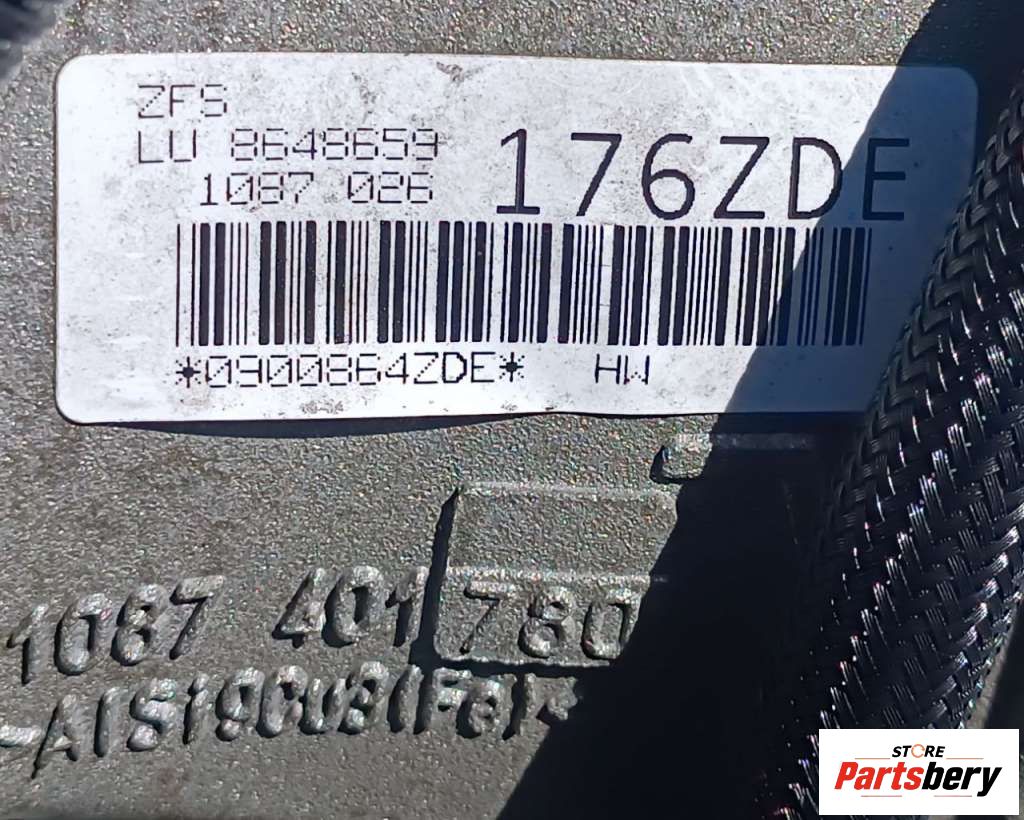 ZFS
LU 8648659
1087 026
176ZDE
*0900864ZDE* HW
1087 401 780
-AlSi9Cu3(Fe)-
STORE
Partsbery